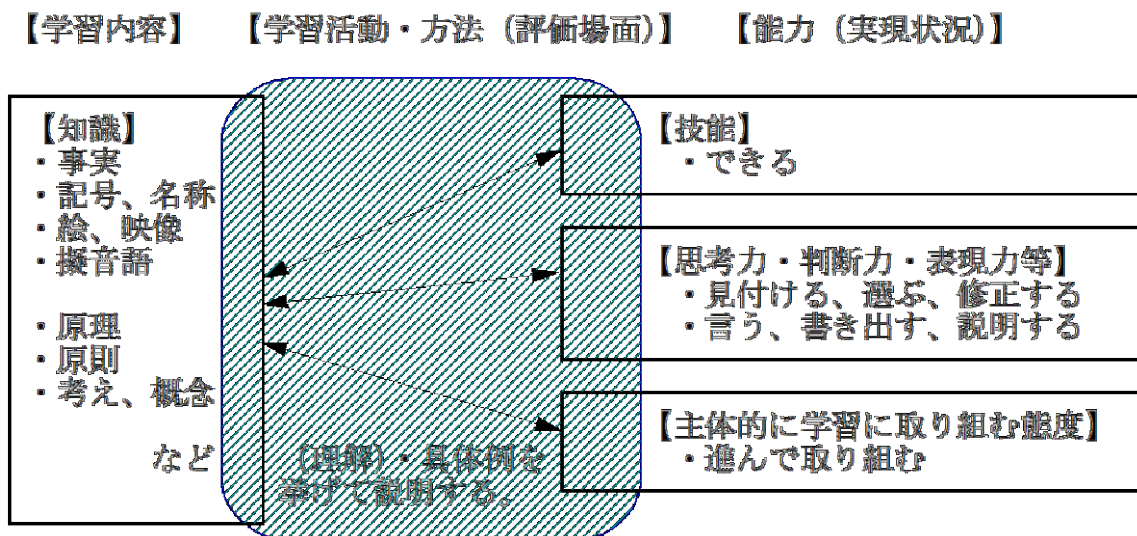 【学習内容】 【学習活動・方法（評価場面）】 【能力（実現状況）】
【知識】
・事実
・記号、名称
・絵、映像
・擬音語
・原理
・原則
・考え、概念
など
（理解）・具体例を
挙げて説明する。
【技能】
・できる
【思考力・判断力・表現力等】
・見付ける、選ぶ、修正する
・言う、書き出す、説明する
【主体的に学習に取り組む態度】
・進んで取り組む